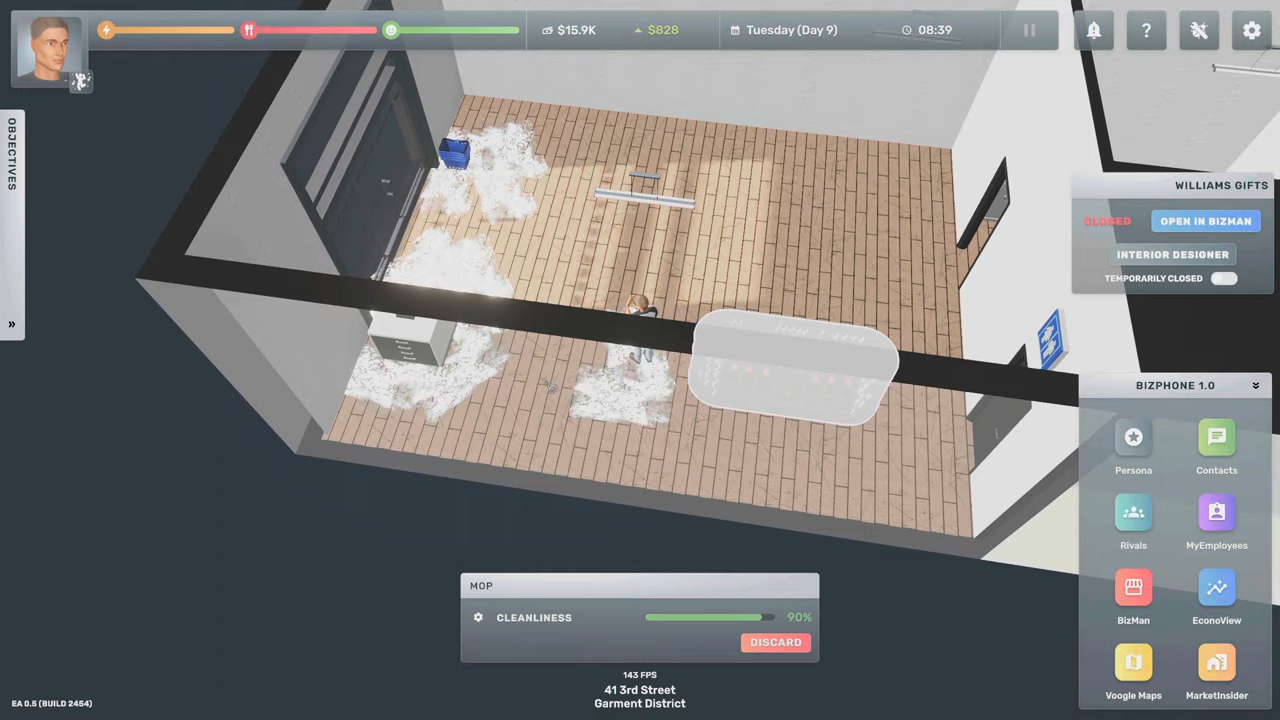 $15.9K
$828
Tuesday (Day 9)
08:39
?
OBJECTIVES
»
WILLIAMS GIFTS
CLOSED
OPEN IN BIZMAN
INTERIOR DESIGNER
TEMPORARILY CLOSED
BIZPHONE 1.0
Persona
Contacts
Rivals
MyEmployees
BizMan
EconoView
Voogle Maps
MarketInsider
MOP
CLEANLINESS
90%
DISCARD
143 FPS
41 3rd Street
Garment District
EA 0.5 (BUILD 2454)